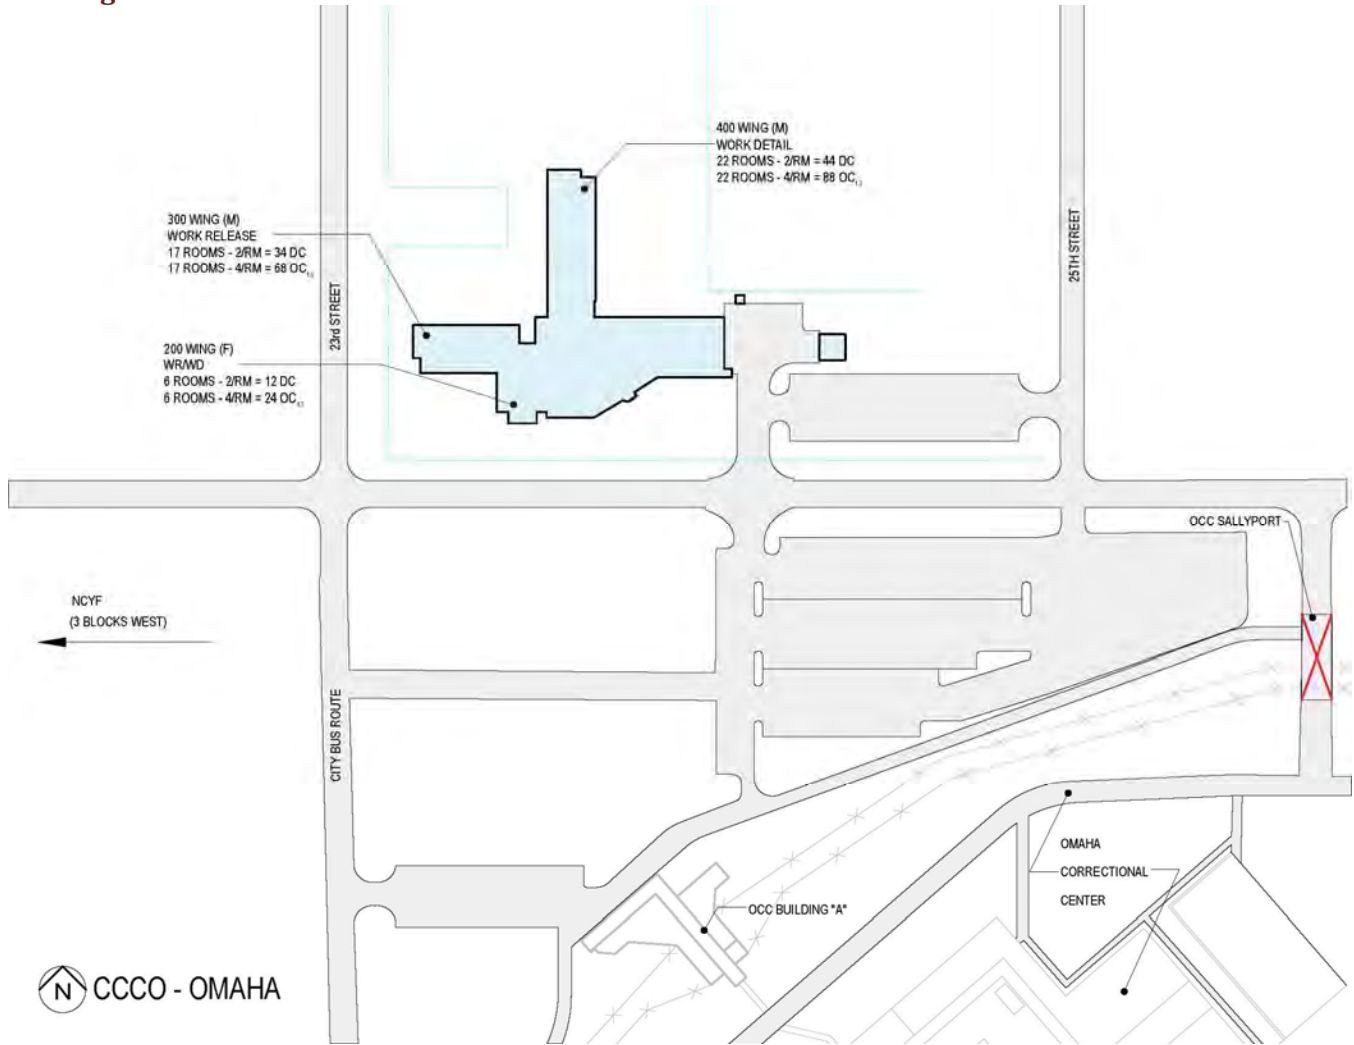 400 WING (M)
WORK DETAIL
22 ROOMS - 2/RM = 44 DC
22 ROOMS - 4/RM = 88 OC
300 WING (M)
WORK RELEASE
17 ROOMS - 2/RM = 34 DC
17 ROOMS - 4/RM = 68 OC
200 WING (F)
WR/WD
6 ROOMS - 2/RM = 12 DC
6 ROOMS - 4/RM = 24 OC
23rd STREET
25TH STREET
OCC SALLYPORT
NCYF
(3 BLOCKS WEST)
CITY BUS ROUTE
OMAHA
CORRECTIONAL
CENTER
OCC BUILDING "A"
N CCCO - OMAHA